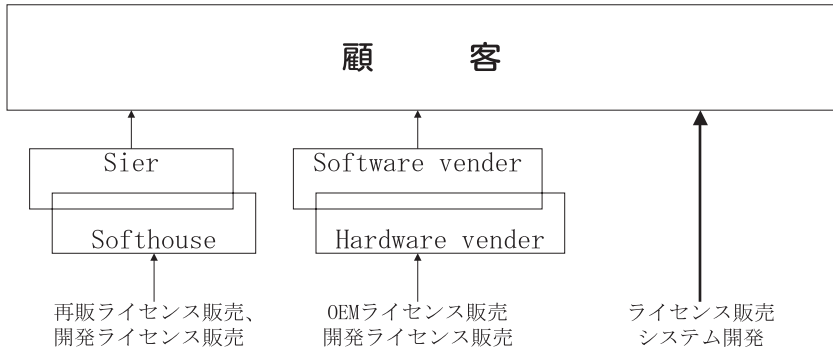 顧 客
Sier
Softhouse
Software vender
Hardware vender
再販ライセンス販売、
開発ライセンス販売
OEMライセンス販売
開発ライセンス販売
ライセンス販売
システム開発